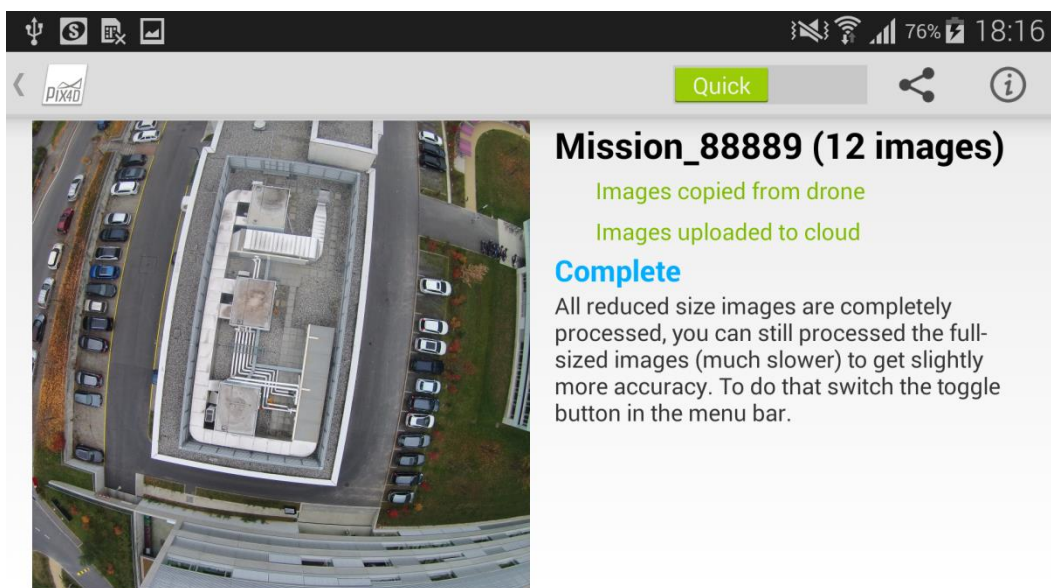 76% 18:16
PIX4D
Quick
Mission_88889 (12 images)
Images copied from drone
Images uploaded to cloud
Complete
All reduced size images are completely
processed, you can still processed the full-
sized images (much slower) to get slightly
more accuracy. To do that switch the toggle
button in the menu bar.